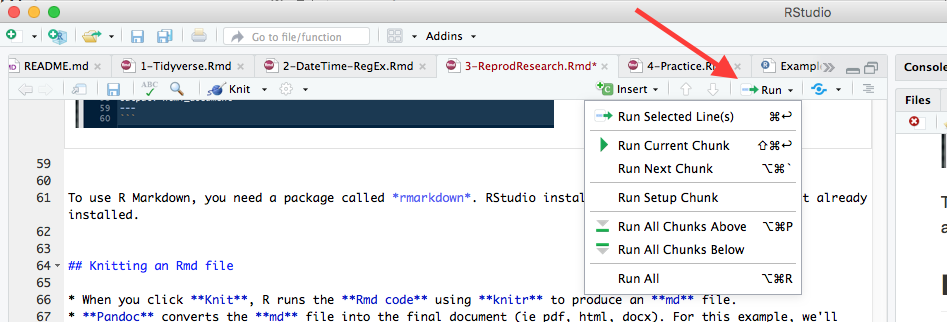 RStudio
Go to file/function
Addins
README.md
1-Tidyverse.Rmd
2-DateTime-RegEx.Rmd
3-ReprodResearch.Rmd*
4-Practice.R
Exampl
Console
ABC
Knit
Insert
Run
Files
59 ---
60 ```
Run Selected Line(s) ⌘↩
Run Current Chunk ⇧⌘↩
Run Next Chunk ⌥⌘`
Run Setup Chunk
Run All Chunks Above ⌥⌘P
Run All Chunks Below
Run All ⌥⌘R
59
60
61 To use R Markdown, you need a package called *rmarkdown*. RStudio instal t already
installed.
62
63
64 ## Knitting an Rmd file
65
66 * When you click **Knit**, R runs the **Rmd code** using **knitr** to produce an **md** file.
67 * **Pandoc** converts the **md** file into the final document (ie pdf, html, docx). For this example, we'll